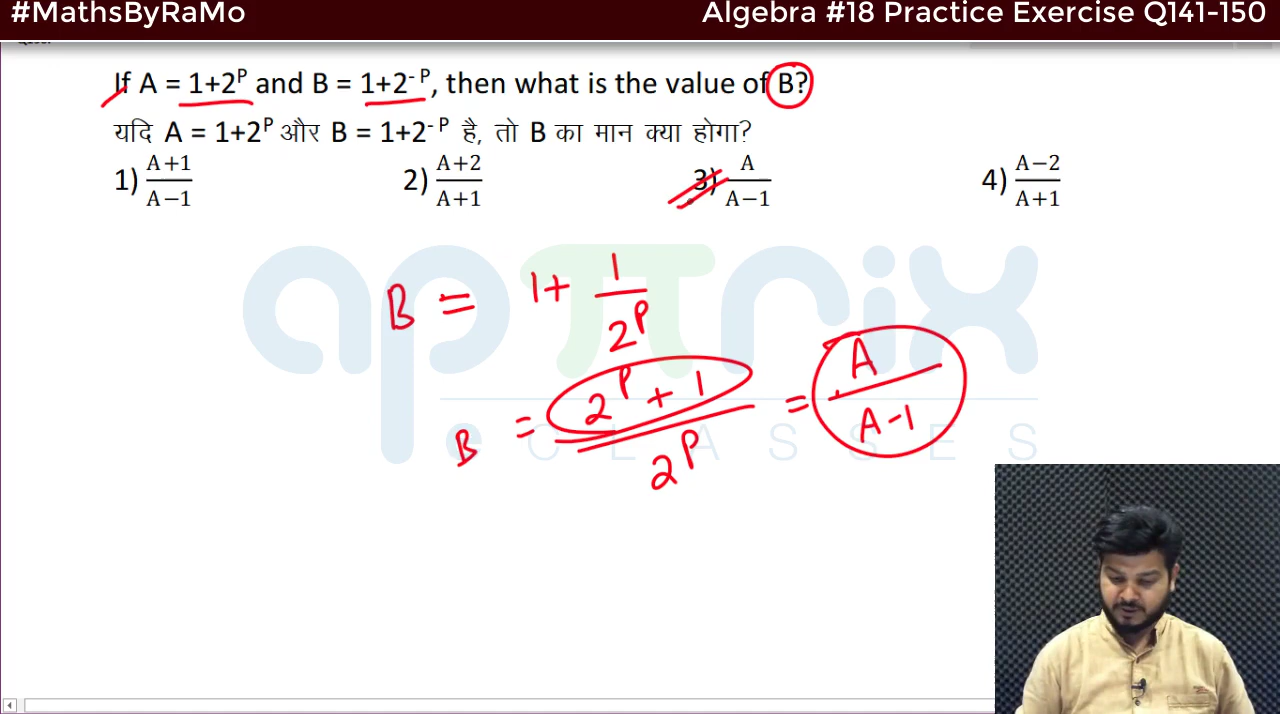 #MathsByRaMo
Algebra #18 Practice Exercise Q141-150
If A = 1+2^P and B = 1+2^-P, then what is the value of B?
यदि A = 1+2^P और B = 1+2^-P है, तो B का मान क्या होगा?
1) A+1/A−1 2) A+2/A+1 3) A/A−1 4) A−2/A+1
B = 1+ 1/2^P
B = 2^P + 1/2^P = A/A-1
aptrix
CLASSES